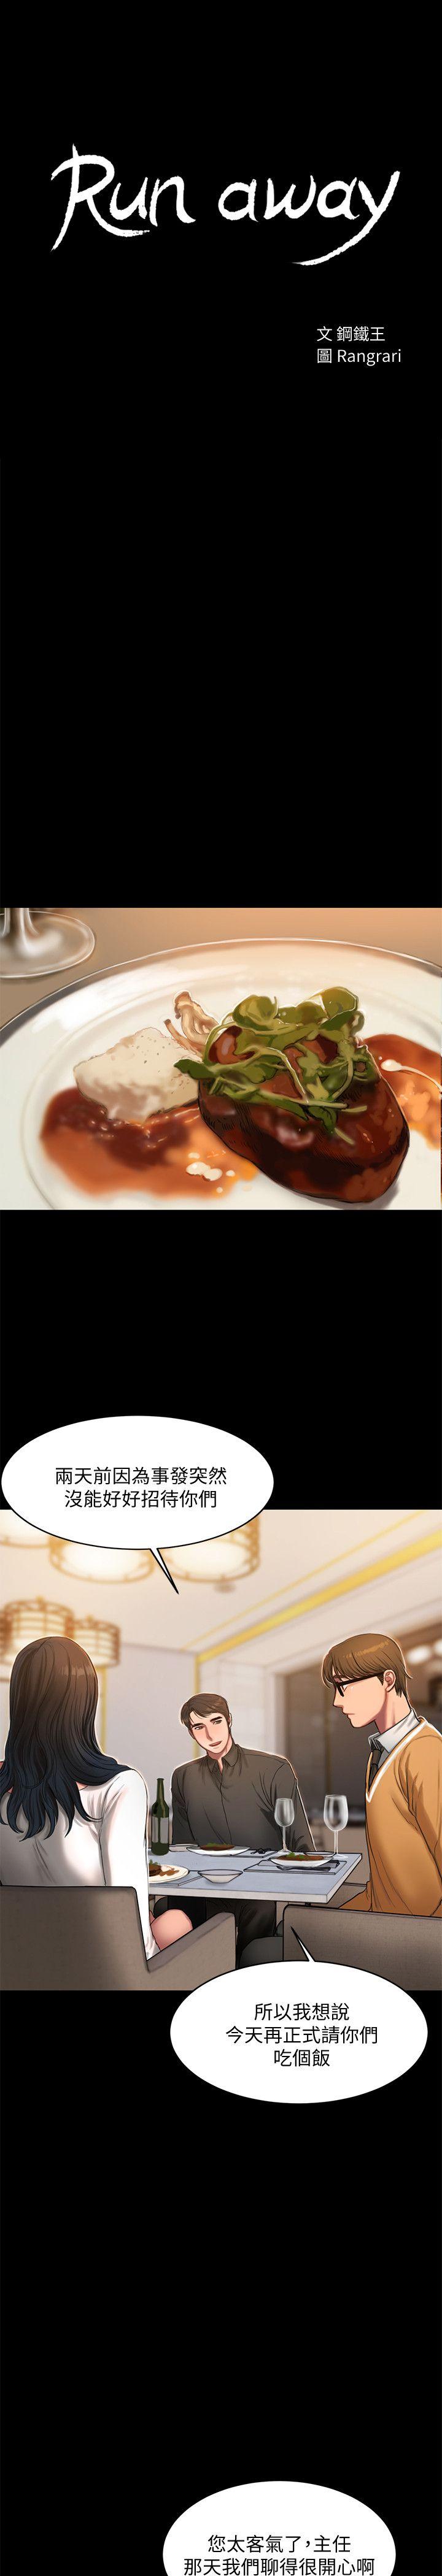 Run away
文 鋼鐵王
圖 Rangrari
兩天前因為事發突然
沒能好好招待你們
所以我想說
今天再正式請你們
吃個飯
您太客氣了，主任
那天我們聊得很開心啊